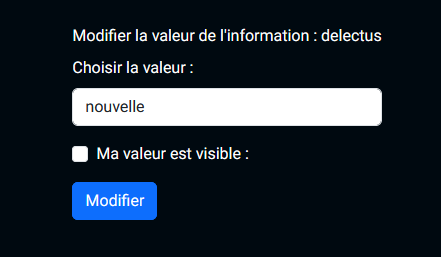 Modifier la valeur de l'information : delectus
Choisir la valeur :
nouvelle
Ma valeur est visible :
Modifier